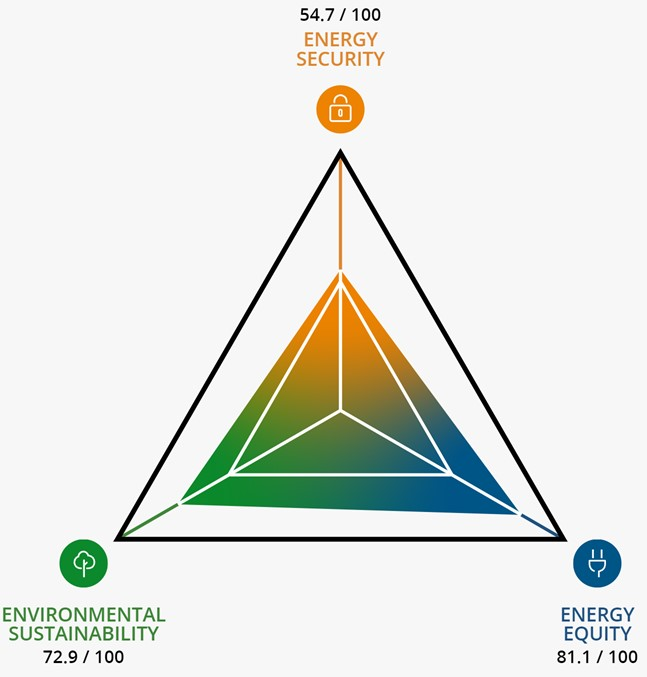 54.7 / 100
ENERGY
SECURITY
ENVIRONMENTAL
SUSTAINABILITY
72.9 / 100
ENERGY
EQUITY
81.1 / 100